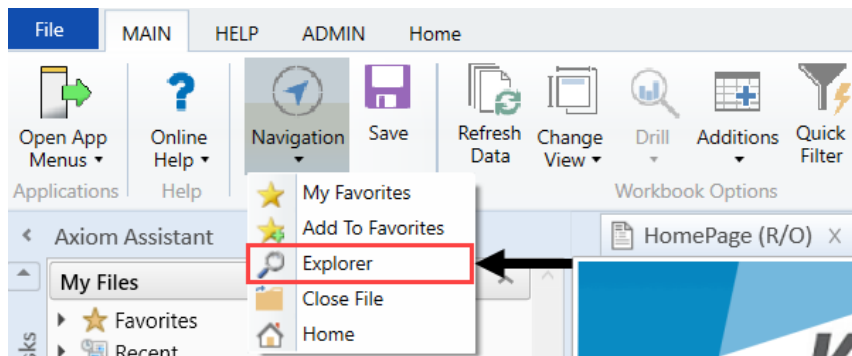 File MAIN HELP ADMIN Home
Open App Menus Online Help Navigation Save Refresh Data Change View Drill Additions Quick Filter
Applications Help Workbook Options
My Favorites
Add To Favorites
Explorer
Close File
Home
Axiom Assistant
HomePage (R/O)
My Files
Favorites
Recent